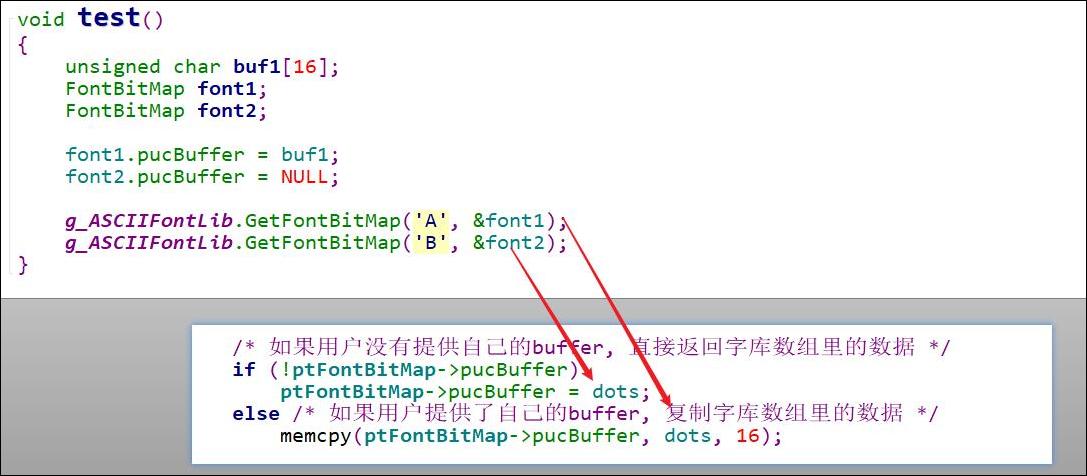 void test()
{
unsigned char buf1[16];
FontBitMap font1;
FontBitMap font2;
font1.pucBuffer = buf1;
font2.pucBuffer = NULL;
g_ASCIIFontLib.GetFontBitMap('A', &font1);
g_ASCIIFontLib.GetFontBitMap('B', &font2);
}
/* 如果用户没有提供自己的buffer, 直接返回字库数组里的数据 */
if (!ptFontBitMap->pucBuffer)
ptFontBitMap->pucBuffer = dots;
else /* 如果用户提供了自己的buffer, 复制字库数组里的数据 */
memcpy(ptFontBitMap->pucBuffer, dots, 16);